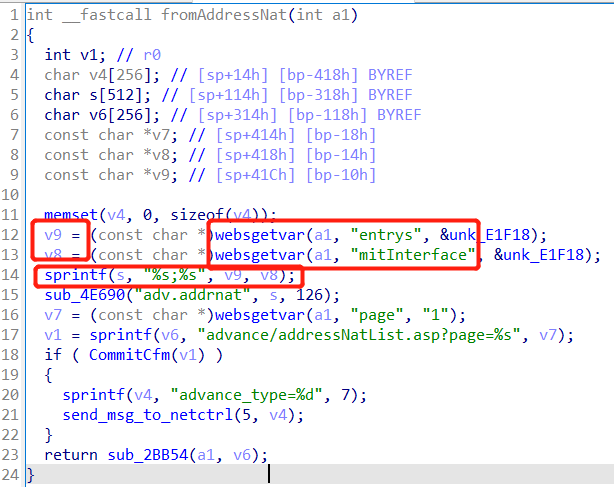 1 int __fastcall fromAddressNat(int a1)
2 {
3 int v1; // r0
4 char v4[256]; // [sp+14h] [bp-418h] BYREF
5 char s[512]; // [sp+114h] [bp-318h] BYREF
6 char v6[256]; // [sp+314h] [bp-118h] BYREF
7 const char *v7; // [sp+414h] [bp-18h]
8 const char *v8; // [sp+418h] [bp-14h]
9 const char *v9; // [sp+41Ch] [bp-10h]
10
11 memset(v4, 0, sizeof(v4));
12 v9 = (const char *)websgetvar(a1, "entrys", &unk_E1F18);
13 v8 = (const char *)websgetvar(a1, "mitInterface", &unk_E1F18);
14 sprintf(s, "%s;%s", v9, v8);
15 sub_4E690("adv.addrnat", s, 126);
16 v7 = (const char *)websgetvar(a1, "page", "1");
17 v1 = sprintf(v6, "advance/addressNatList.asp?page=%s", v7);
18 if ( CommitCfm(v1) )
19 {
20 sprintf(v4, "advance_type=%d", 7);
21 send_msg_to_netctrl(5, v4);
22 }
23 return sub_2BB54(a1, v6);
24 }